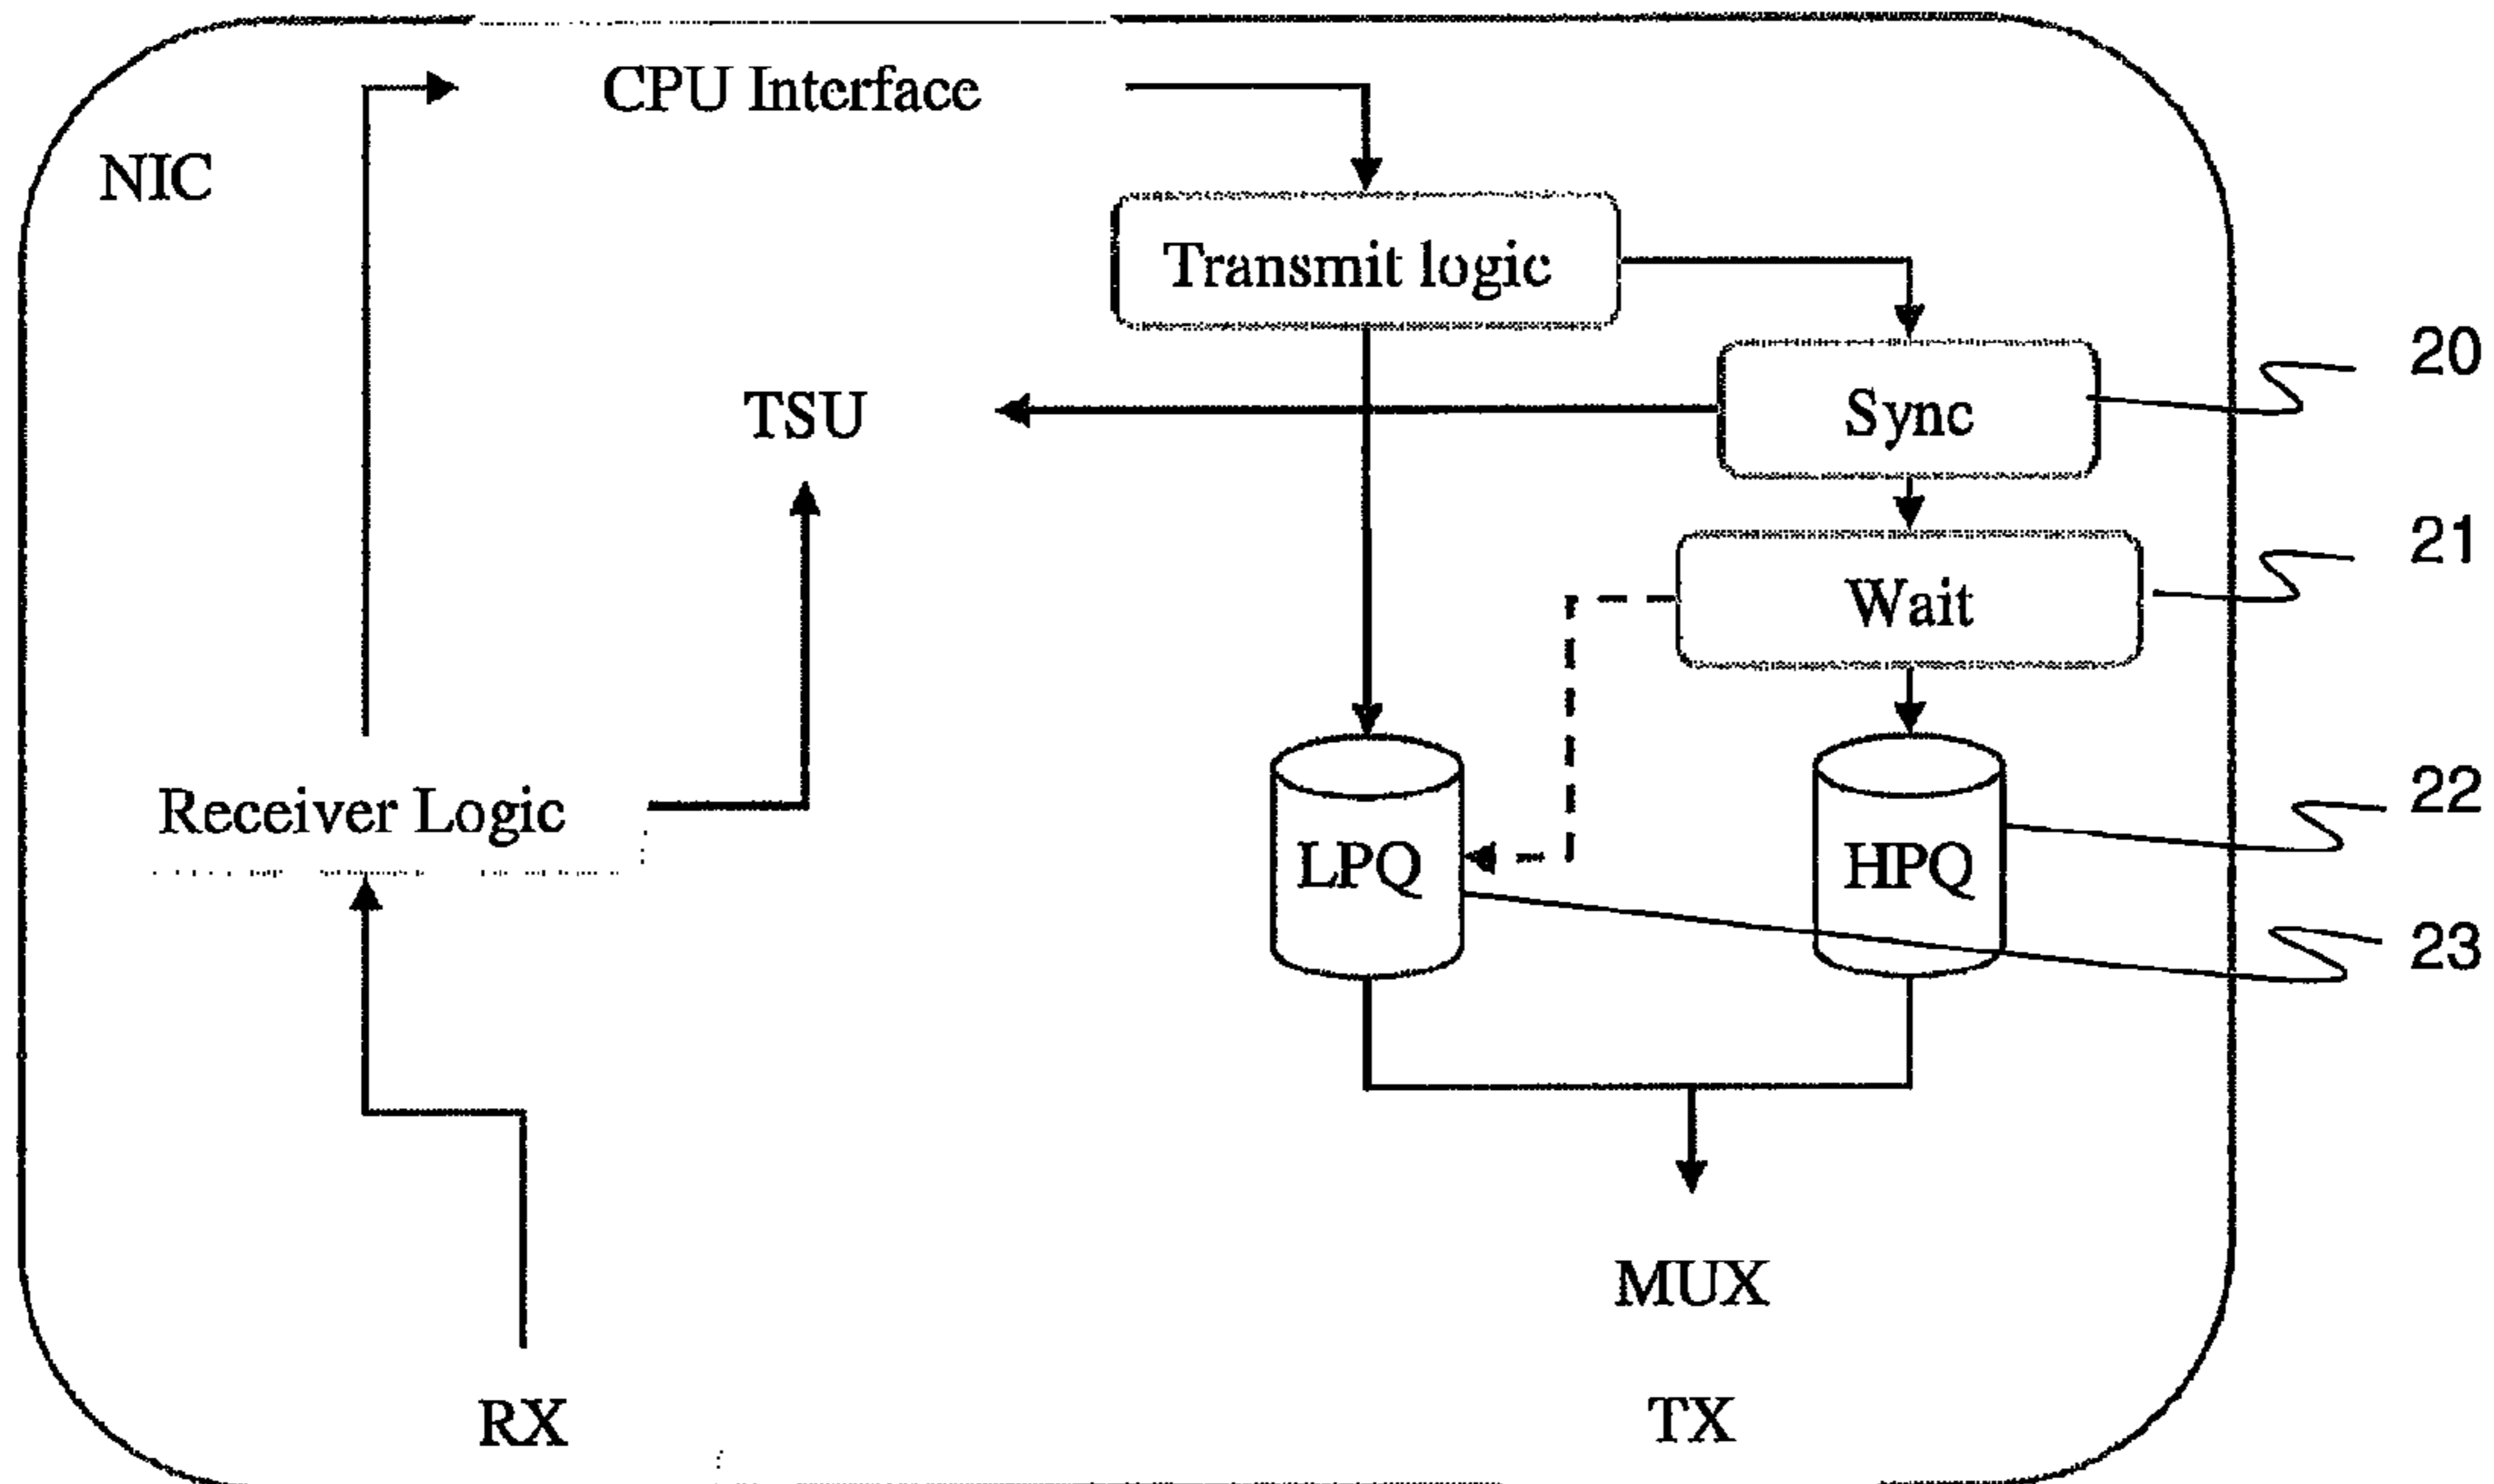 CPU Interface
NIC
Transmit logic
20
TSU
Sync
21
Wait
22
Receiver Logic
LPQ
HPQ
23
MUX
RX
TX